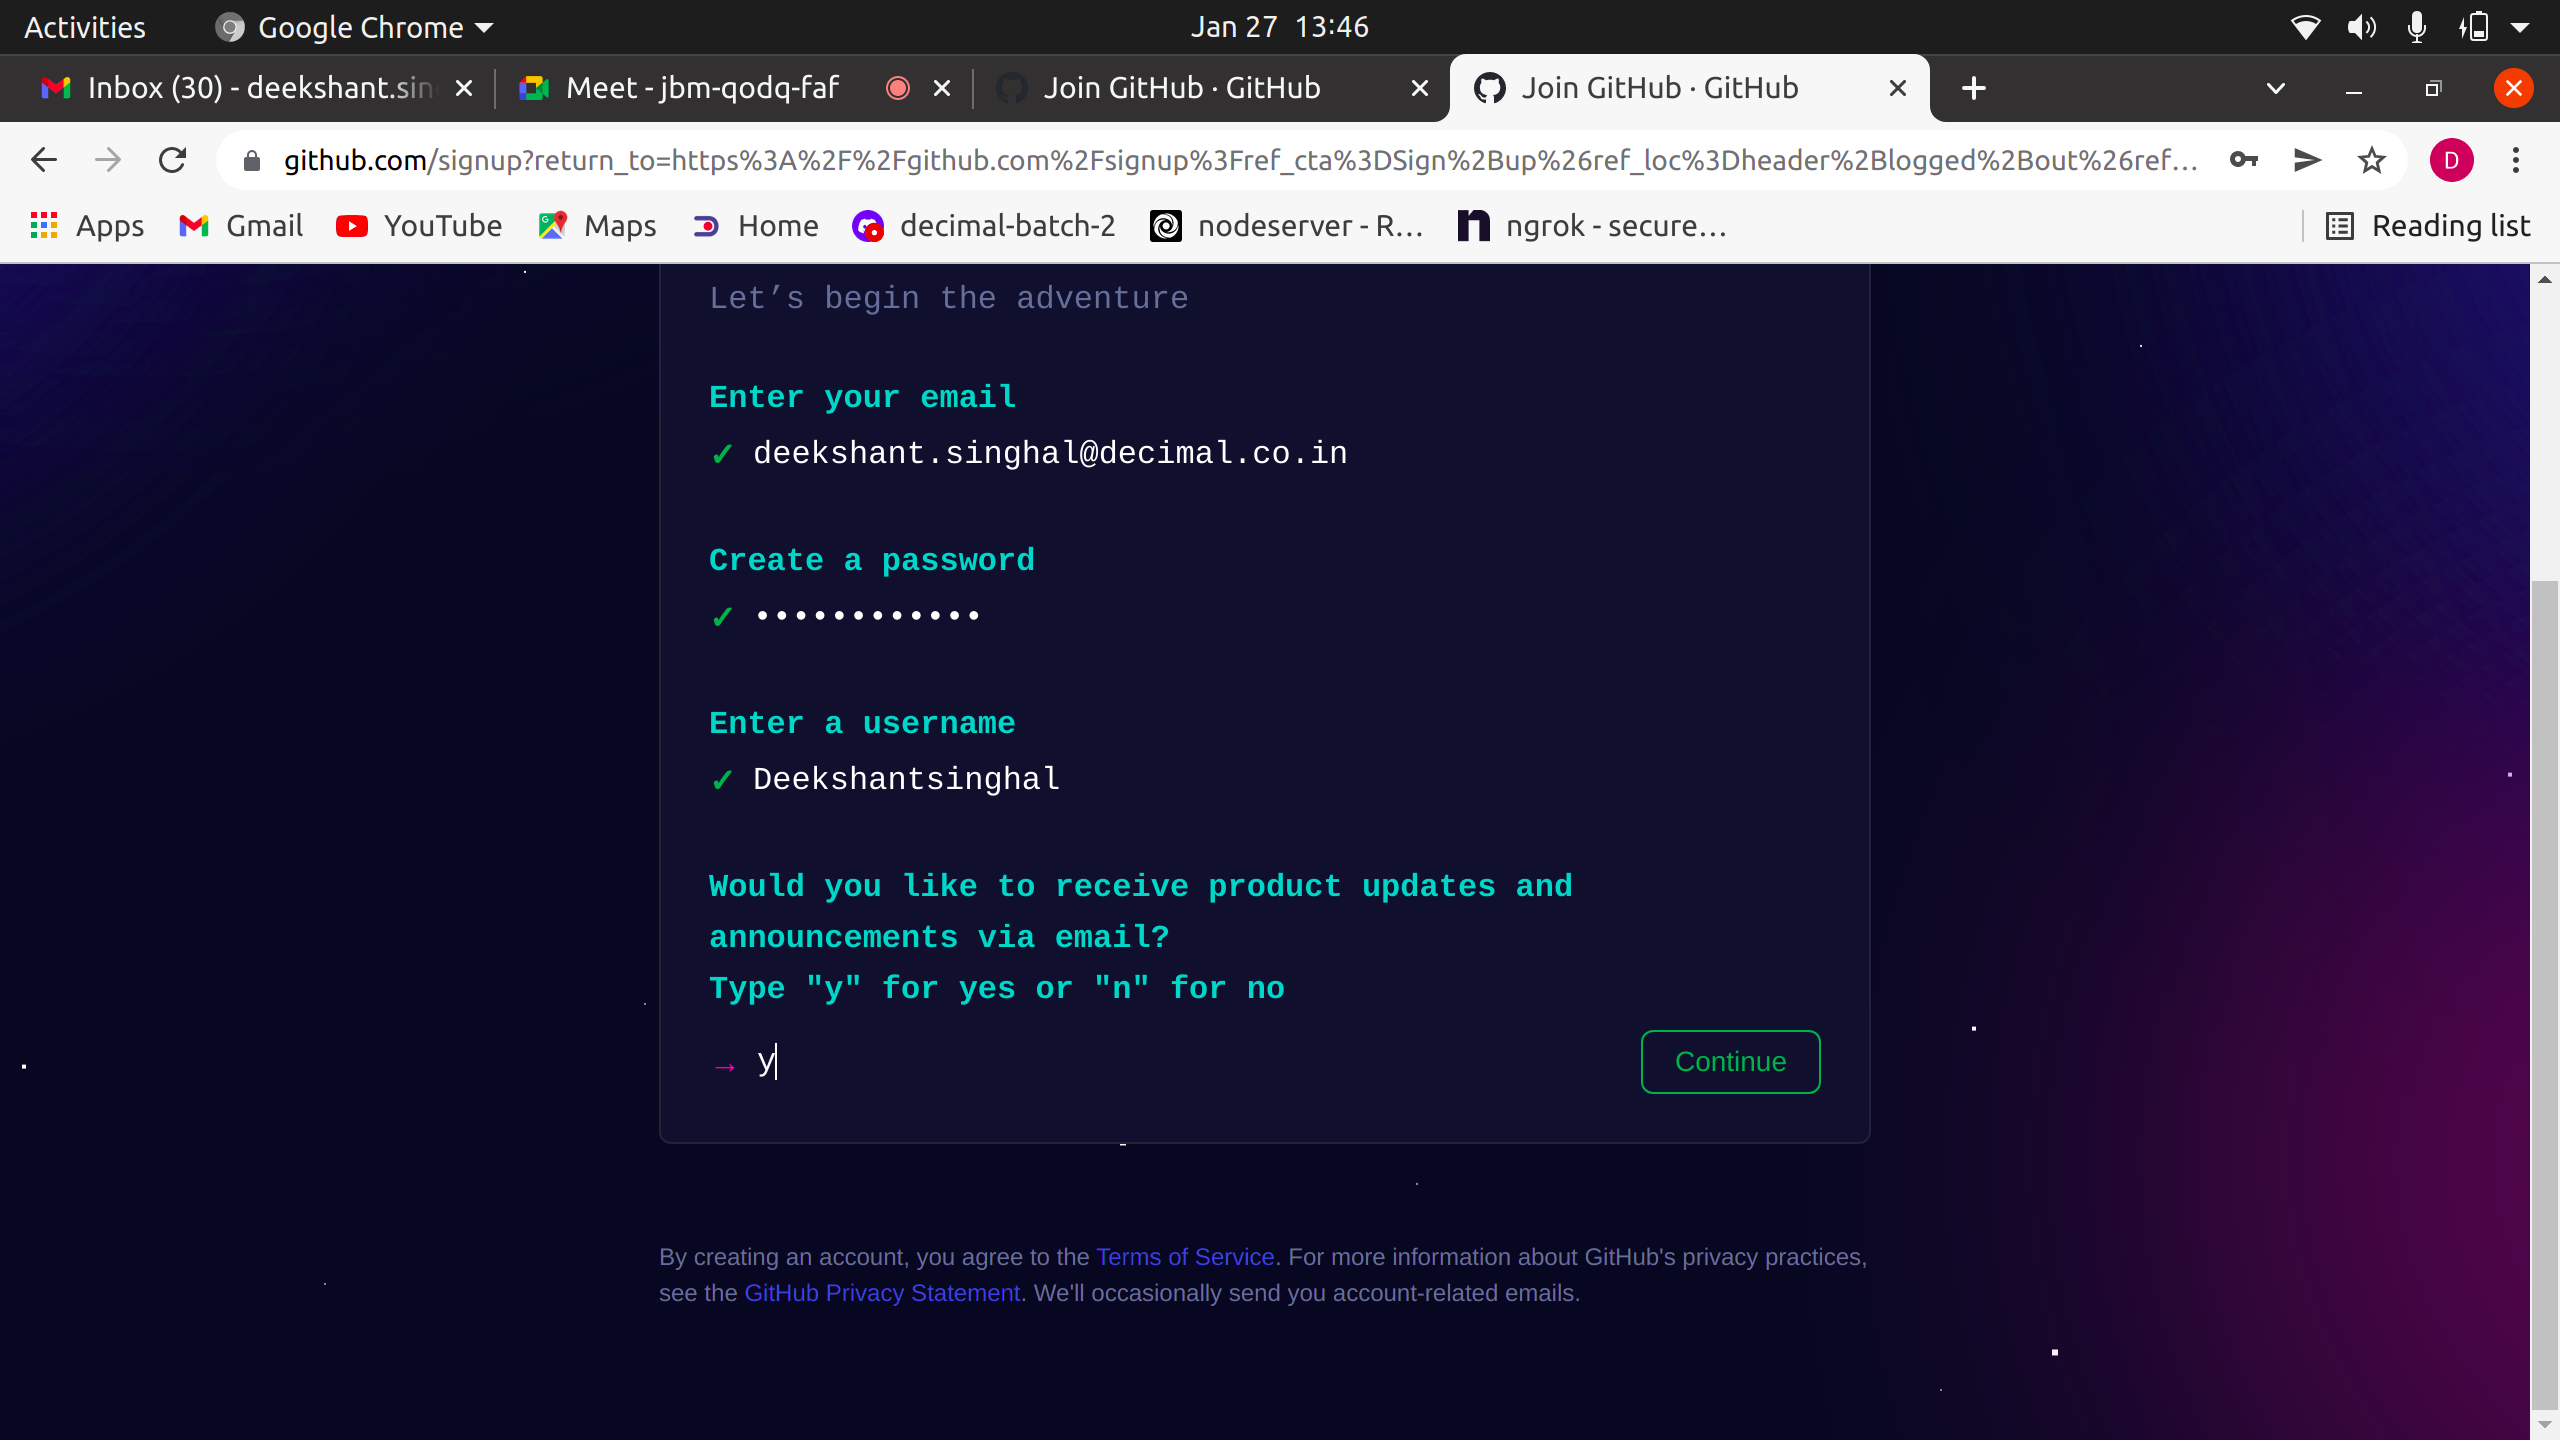 Activities Google Chrome Jan 27 13:46
Inbox (30) - deekshant.sin Meet - jbm-qodq-faf Join GitHub · GitHub Join GitHub · GitHub
github.com/signup?return_to=https%3A%2F%2Fgithub.com%2Fsignup%3Fref_cta%3DSign%2Bup%26ref_loc%3Dheader%2Blogged%2Bout%26ref... D
Apps Gmail YouTube Maps Home decimal-batch-2 nodeserver - R... ngrok - secure... Reading list
Let’s begin the adventure
Enter your email
✓ deekshant.singhal@decimal.co.in
Create a password
✓ ••••••••••••
Enter a username
✓ Deekshantsinghal
Would you like to receive product updates and
announcements via email?
Type "y" for yes or "n" for no
→ y Continue
By creating an account, you agree to the Terms of Service. For more information about GitHub's privacy practices,
see the GitHub Privacy Statement. We'll occasionally send you account-related emails.